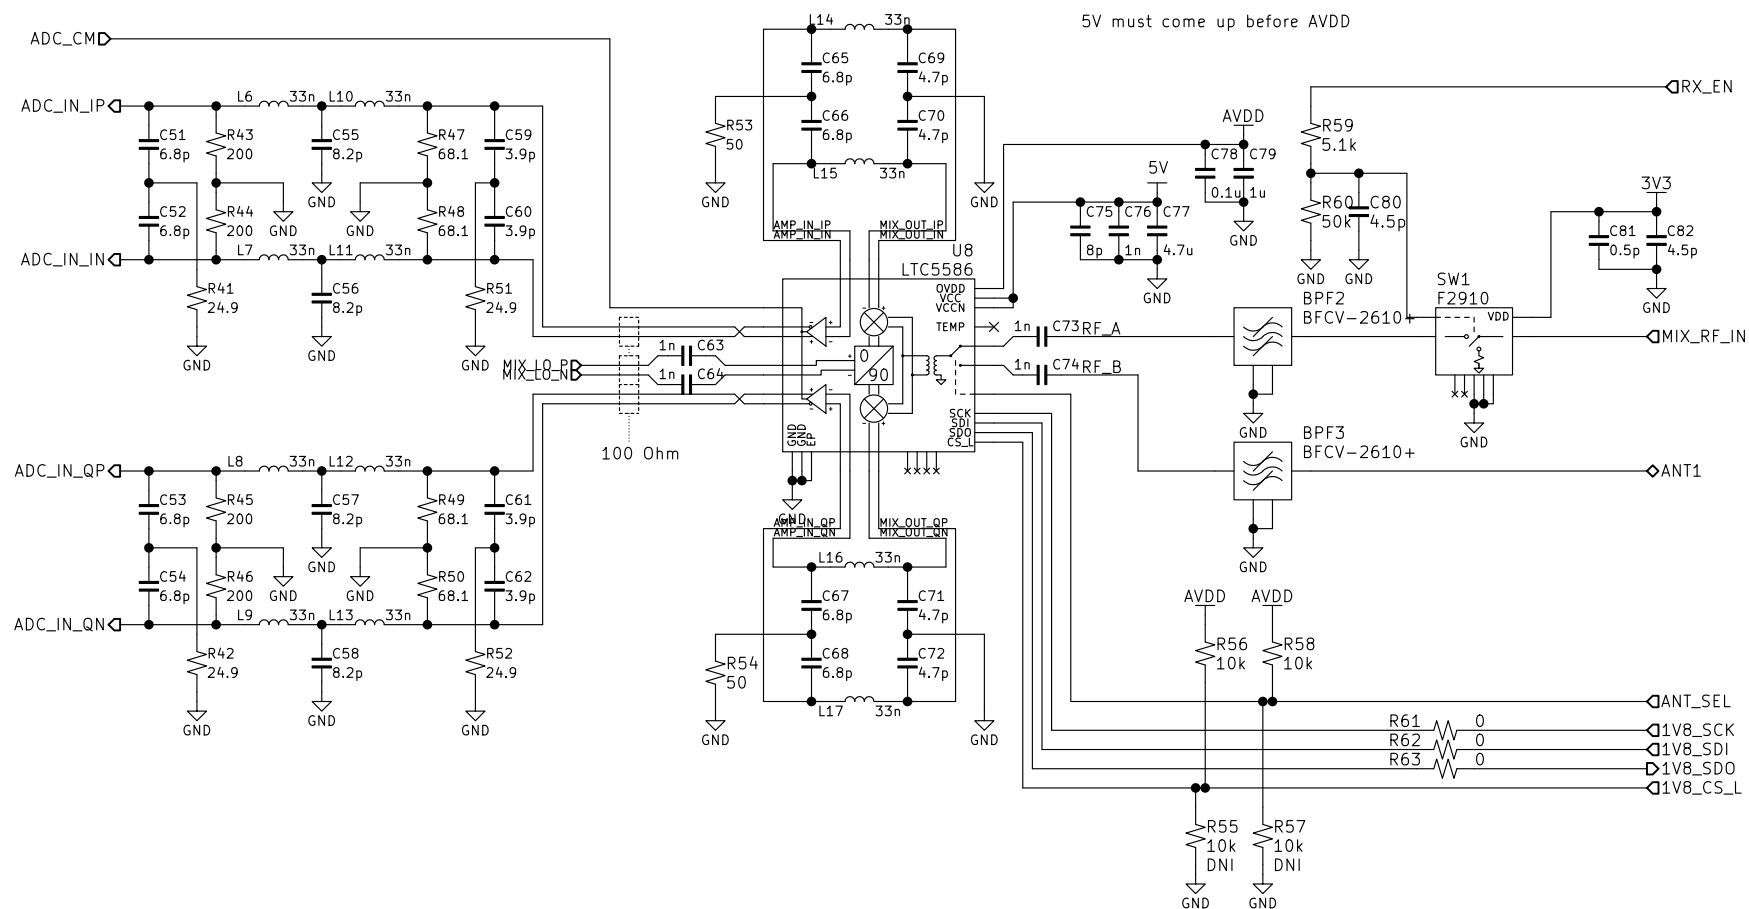 5V must come up before AVDD
ADC_CM
L14 33n
C65 6.8p
C69 4.7p
RX_EN
ADC_IN_IP
L6 33n L10 33n
R53 50
C66 6.8p
C70 4.7p
AVDD
R59 5.1k
C51 6.8p
R43 200
C55 8.2p
R47 68.1
C59 3.9p
L15 33n
C78 0.1u
C79 1u
5V
3V3
GND
GND
GND
GND
GND
GND
C52 6.8p
R44 200
R48 68.1
C60 3.9p
AMP_IN_IP
AMP_IN_IN
MIX_OUT_IP
MIX_OUT_IN
C75 8p
C76 1n
C77 4.7u
GND
R60 50k
C80 4.5p
C81 0.5p
C82 4.5p
ADC_IN_IN
L7 33n L11 33n
U8
LTC5586
GND
GND
GND
GND
R41 24.9
C56 8.2p
R51 24.9
OVDD
VCC
VCCN
TEMP
BPF2
BFCV-2610+
SW1
F2910
VDD
GND
GND
GND
1n C73 RF_A
MIX_RF_IN
MIX_LO_P
MIX_LO_N
1n C63
1n C64
+
-
0
90
1n C74 RF_B
GND
GND
SCK
SDI
SDO
CS_L
GND
GND
EP
100 Ohm
BPF3
BFCV-2610+
ADC_IN_QP
L8 33n L12 33n
ANT1
C53 6.8p
R45 200
C57 8.2p
R49 68.1
C61 3.9p
GND
AMP_IN_QP
AMP_IN_QN
MIX_OUT_QP
MIX_OUT_QN
GND
GND
GND
GND
L16 33n
C54 6.8p
R46 200
R50 68.1
C62 3.9p
C67 6.8p
C71 4.7p
AVDD
AVDD
ADC_IN_QN
L9 33n L13 33n
R42 24.9
C58 8.2p
R52 24.9
R54 50
C68 6.8p
C72 4.7p
R56 10k
R58 10k
GND
GND
GND
GND
L17 33n
GND
ANT_SEL
R61 0 1V8_SCK
R62 0 1V8_SDI
R63 0 1V8_SDO
1V8_CS_L
R55 10k DNI
R57 10k DNI
GND
GND